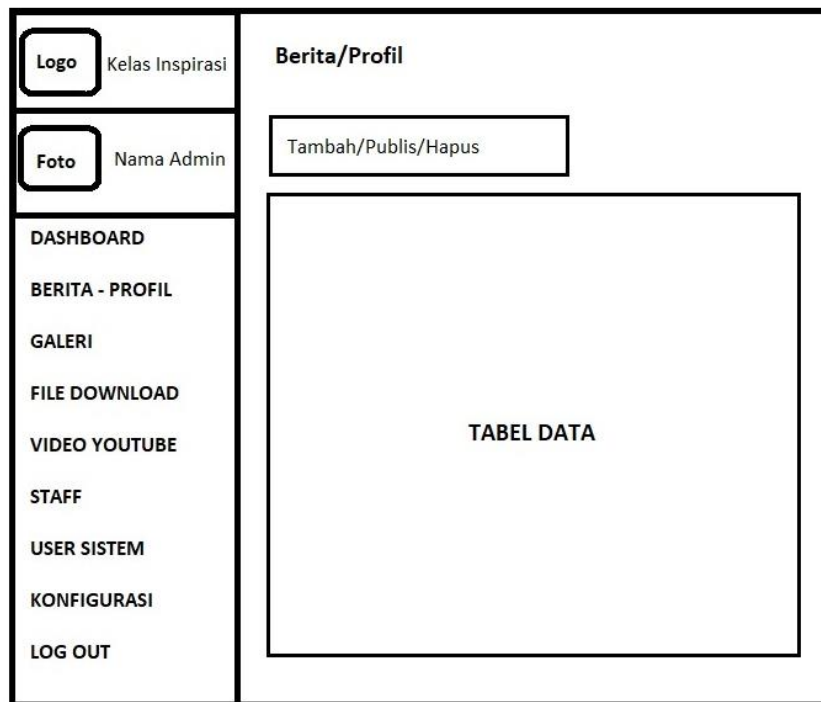 Logo Kelas Inspirasi
Foto Nama Admin
DASHBOARD
BERITA - PROFIL
GALERI
FILE DOWNLOAD
VIDEO YOUTUBE
STAFF
USER SISTEM
KONFIGURASI
LOG OUT
Berita/Profil
Tambah/Publis/Hapus
TABEL DATA